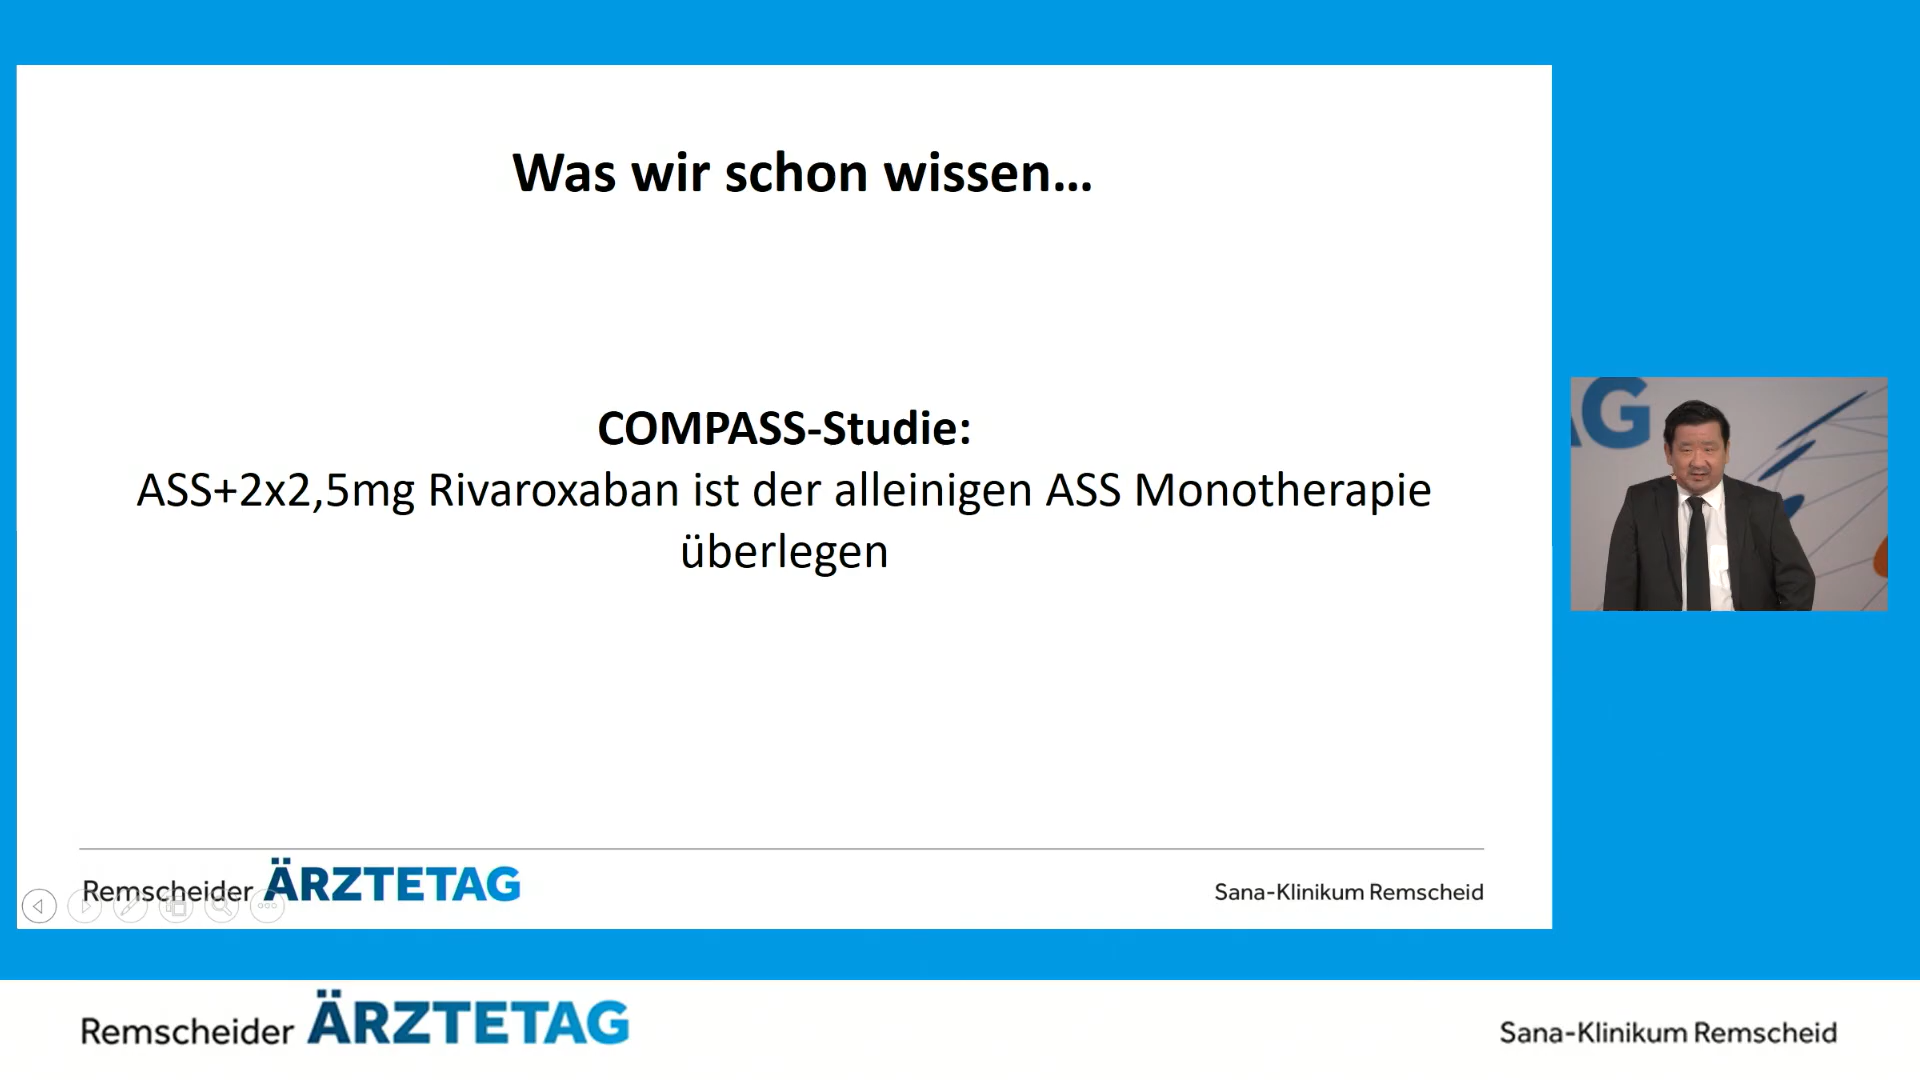 Was wir schon wissen...
COMPASS-Studie:
ASS+2x2,5mg Rivaroxaban ist der alleinigen ASS Monotherapie
überlegen
Remscheider ÄRZTETAG
Sana-Klinikum Remscheid
AG
Remscheider ÄRZTETAG
Sana-Klinikum Remscheid